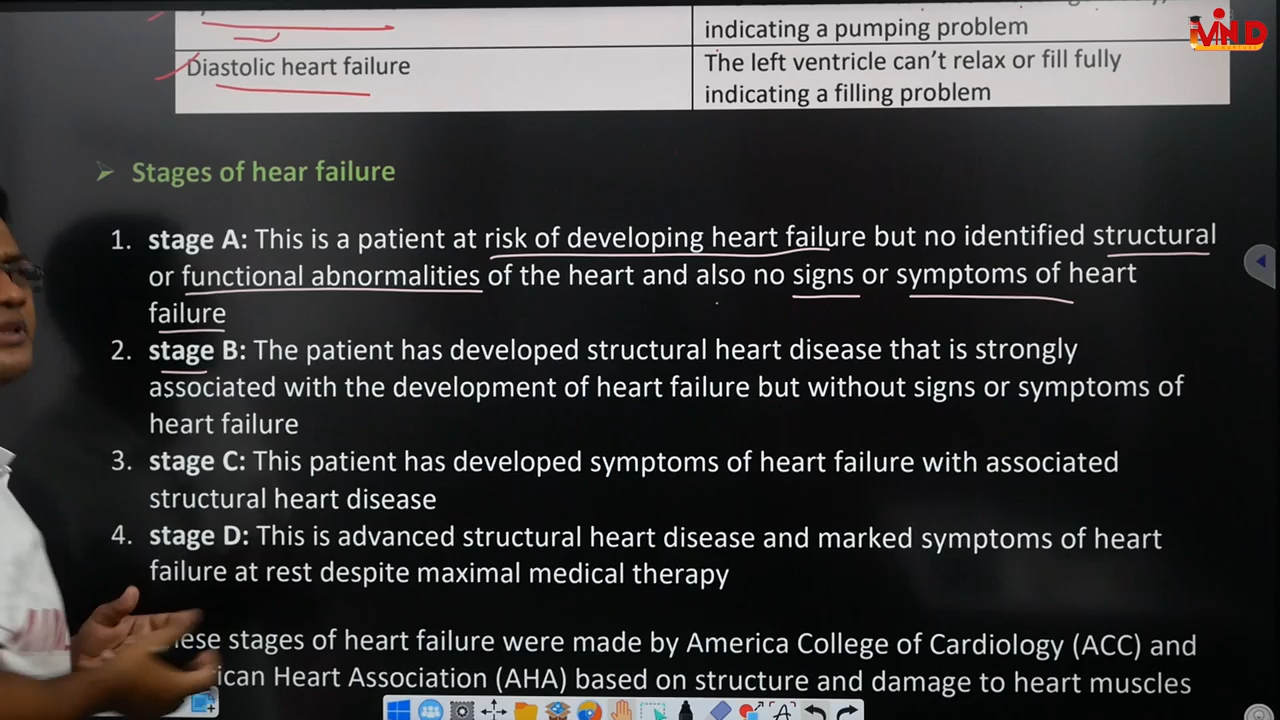 indicating a pumping problem
Diastolic heart failure
The left ventricle can’t relax or fill fully
indicating a filling problem
➢ Stages of hear failure
1. stage A: This is a patient at risk of developing heart failure but no identified structural
or functional abnormalities of the heart and also no signs or symptoms of heart
failure
2. stage B: The patient has developed structural heart disease that is strongly
associated with the development of heart failure but without signs or symptoms of
heart failure
3. stage C: This patient has developed symptoms of heart failure with associated
structural heart disease
4. stage D: This is advanced structural heart disease and marked symptoms of heart
failure at rest despite maximal medical therapy
stages of heart failure were made by America College of Cardiology (ACC) and
Heart Association (AHA) based on structure and damage to heart muscles